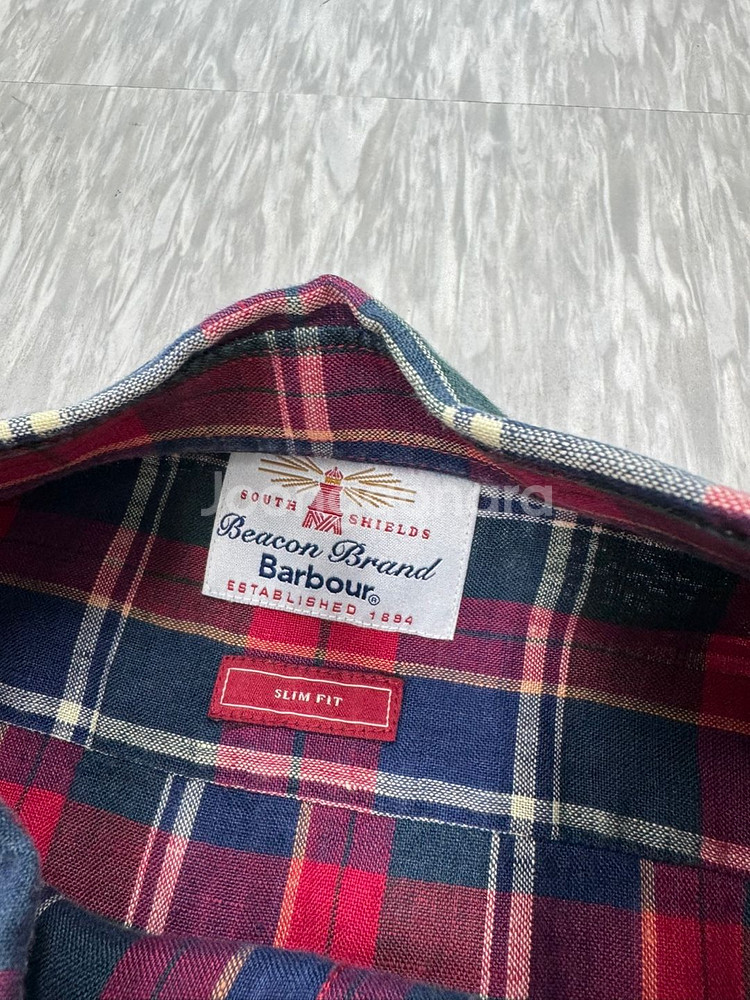 SOUTH SHIELDS
Beacon Brand
Barbour®
ESTABLISHED 1894
SLIM FIT